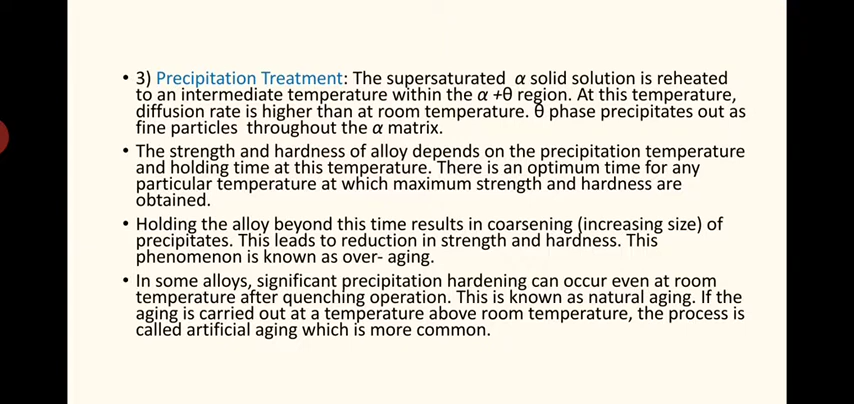 • 3) Precipitation Treatment: The supersaturated α solid solution is reheated
to an intermediate temperature within the α +θ region. At this temperature,
diffusion rate is higher than at room temperature. θ phase precipitates out as
fine particles throughout the α matrix.
• The strength and hardness of alloy depends on the precipitation temperature
and holding time at this temperature. There is an optimum time for any
particular temperature at which maximum strength and hardness are
obtained.
• Holding the alloy beyond this time results in coarsening (increasing size) of
precipitates. This leads to reduction in strength and hardness. This
phenomenon is known as over- aging.
• In some alloys, significant precipitation hardening can occur even at room
temperature after quenching operation. This is known as natural aging. If the
aging is carried out at a temperature above room temperature, the process is
called artificial aging which is more common.